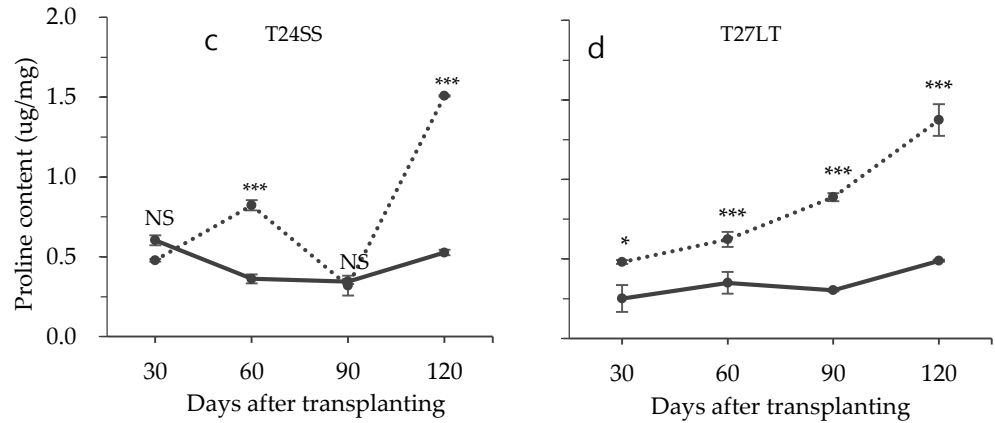 c T24SS
Proline content (ug/mg)
2.0
1.5
1.0
0.5
0.0
NS
***
NS
***
30 60 90 120
Days after transplanting
d T27LT
*
***
***
***
30 60 90 120
Days after transplanting